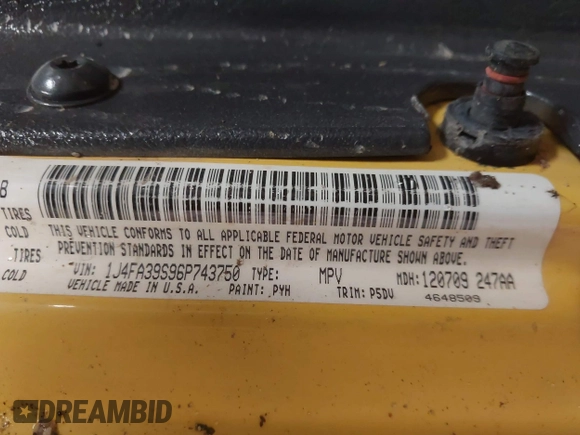 B
TIRES
COLD
TIRES
COLD
THIS VEHICLE CONFORMS TO ALL APPLICABLE FEDERAL MOTOR VEHICLE SAFETY AND THEFT
PREVENTION STANDARDS IN EFFECT ON THE DATE OF MANUFACTURE SHOWN ABOVE.
VIN: 1J4FA39S96P743750 TYPE: MPV MDH: 120709 247AA
VEHICLE MADE IN U.S.A. PAINT: PYH TRIM: P5DV 4648509
DREAMBID